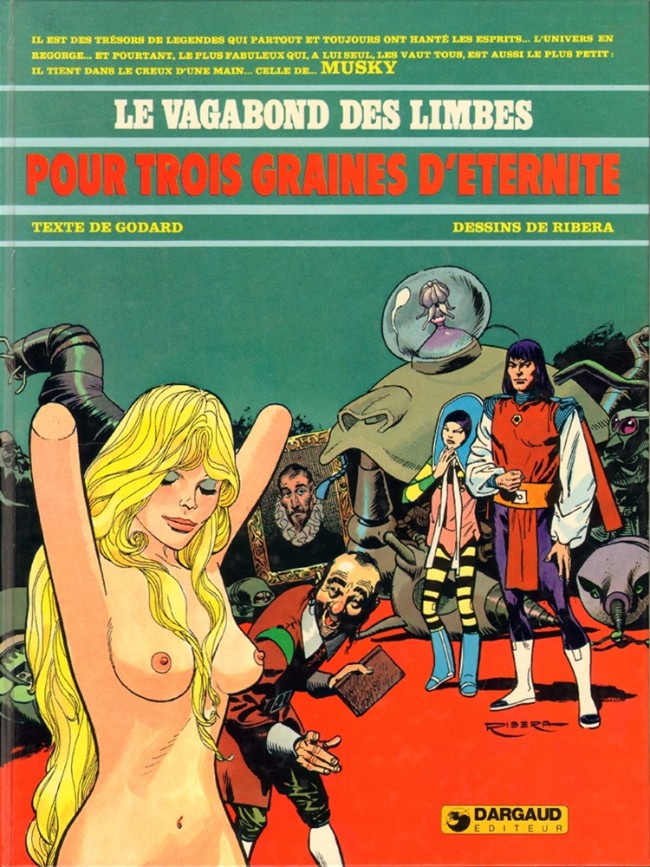 IL EST DES TRÉSORS DE LEGENDES QUI PARTOUT ET TOUJOURS ONT HANTÉ LES ESPRITS... L'UNIVERS EN
REGORGE... ET POURTANT, LE PLUS FABULEUX QUI, A LUI SEUL, LES VAUT TOUS, EST AUSSI LE PLUS PETIT :
IL TIENT DANS LE CREUX D'UNE MAIN... CELLE DE... MUSKY
LE VAGABOND DES LIMBES
POUR TROIS GRAINES D'ETERNITE
TEXTE DE GODARD
DESSINS DE RIBERA
RIBERA
DARGAUD
EDITEUR